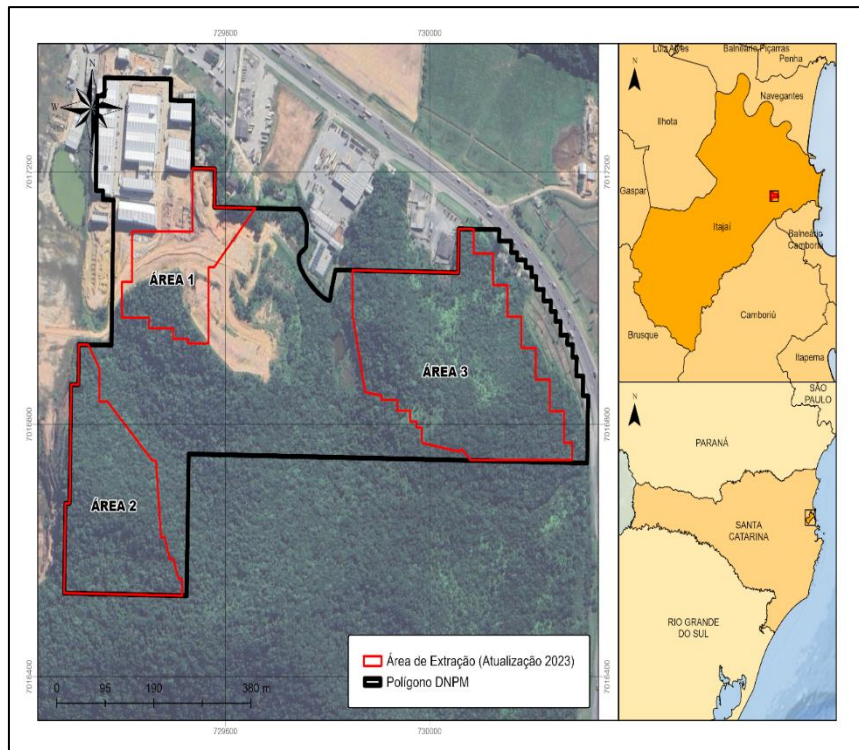 729600
730000
N
W
E
S
7017200
7017200
7016800
7016800
7016400
7016400
ÁREA 1
ÁREA 3
ÁREA 2
Área de Extração (Atualização 2023)
Polígono DNPM
0
95
190
380 m
729600
730000
N
Luiz Alves
Balneário Piçarras
Penha
Navegantes
Ilhota
Gaspar
Itajaí
Balneário
Camboriú
Camboriú
Brusque
Itapema
N
SÃO
PAULO
PARANÁ
SANTA
CATARINA
RIO GRANDE
DO SUL